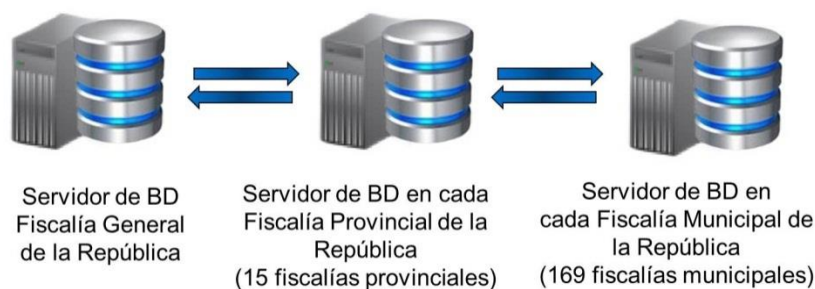 Servidor de BD
Fiscalía General
de la República
Servidor de BD en cada
Fiscalía Provincial de la
República
(15 fiscalías provinciales)
Servidor de BD en
cada Fiscalía Municipal de
la República
(169 fiscalías municipales)